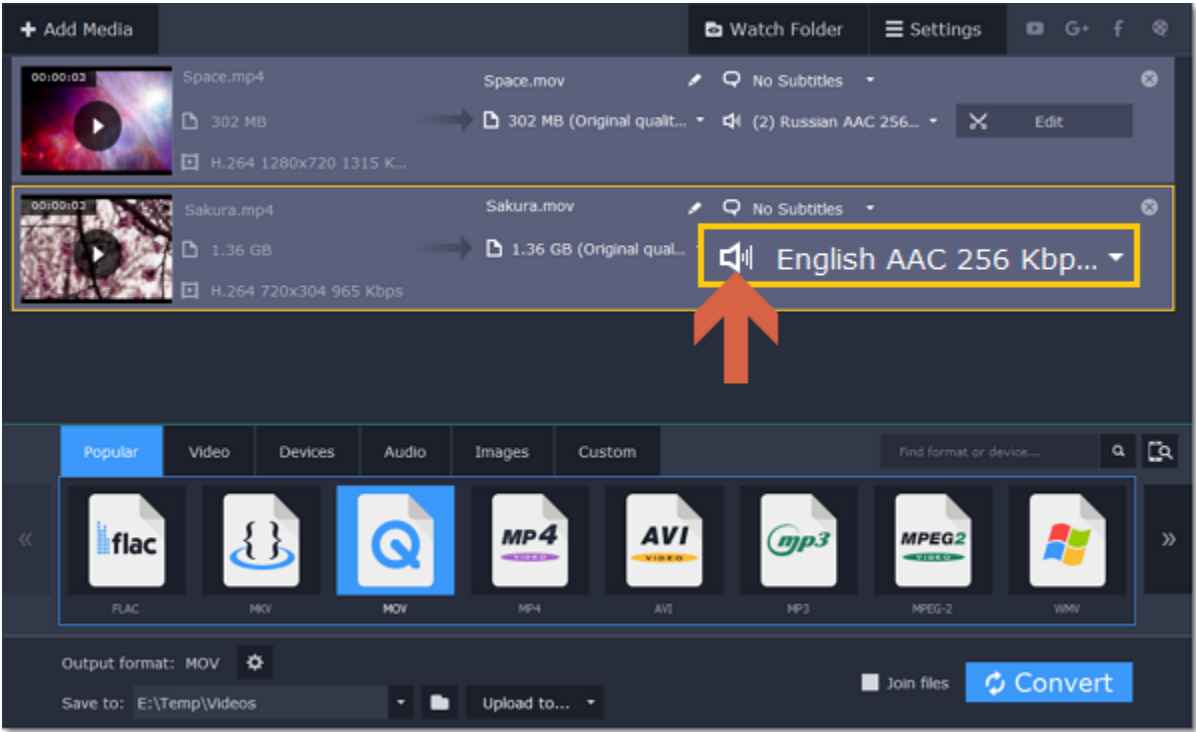 Add Media
Watch Folder
Settings
G+
f
00:00:03
Space.mp4
302 MB
H.264 1280x720 1315 K...
Space.mov
302 MB (Original qualit...
No Subtitles
(2) Russian AAC 256...
Edit
00:00:03
Sakura.mp4
1.36 GB
H.264 720x304 965 Kbps
Sakura.mov
1.36 GB (Original qual...
No Subtitles
English AAC 256 Kbp...
Popular Video Devices Audio Images Custom
Find format or device....
flac
{}
Q
MP4
VIDEO
AVI
VIDEO
mp3
MPEG2
VIDEO
FLAC MKV MOV MP4 AVI MP3 MPEG-2 WMV
Output format: MOV
Save to: E:\Temp\Videos
Upload to...
Join files
Convert